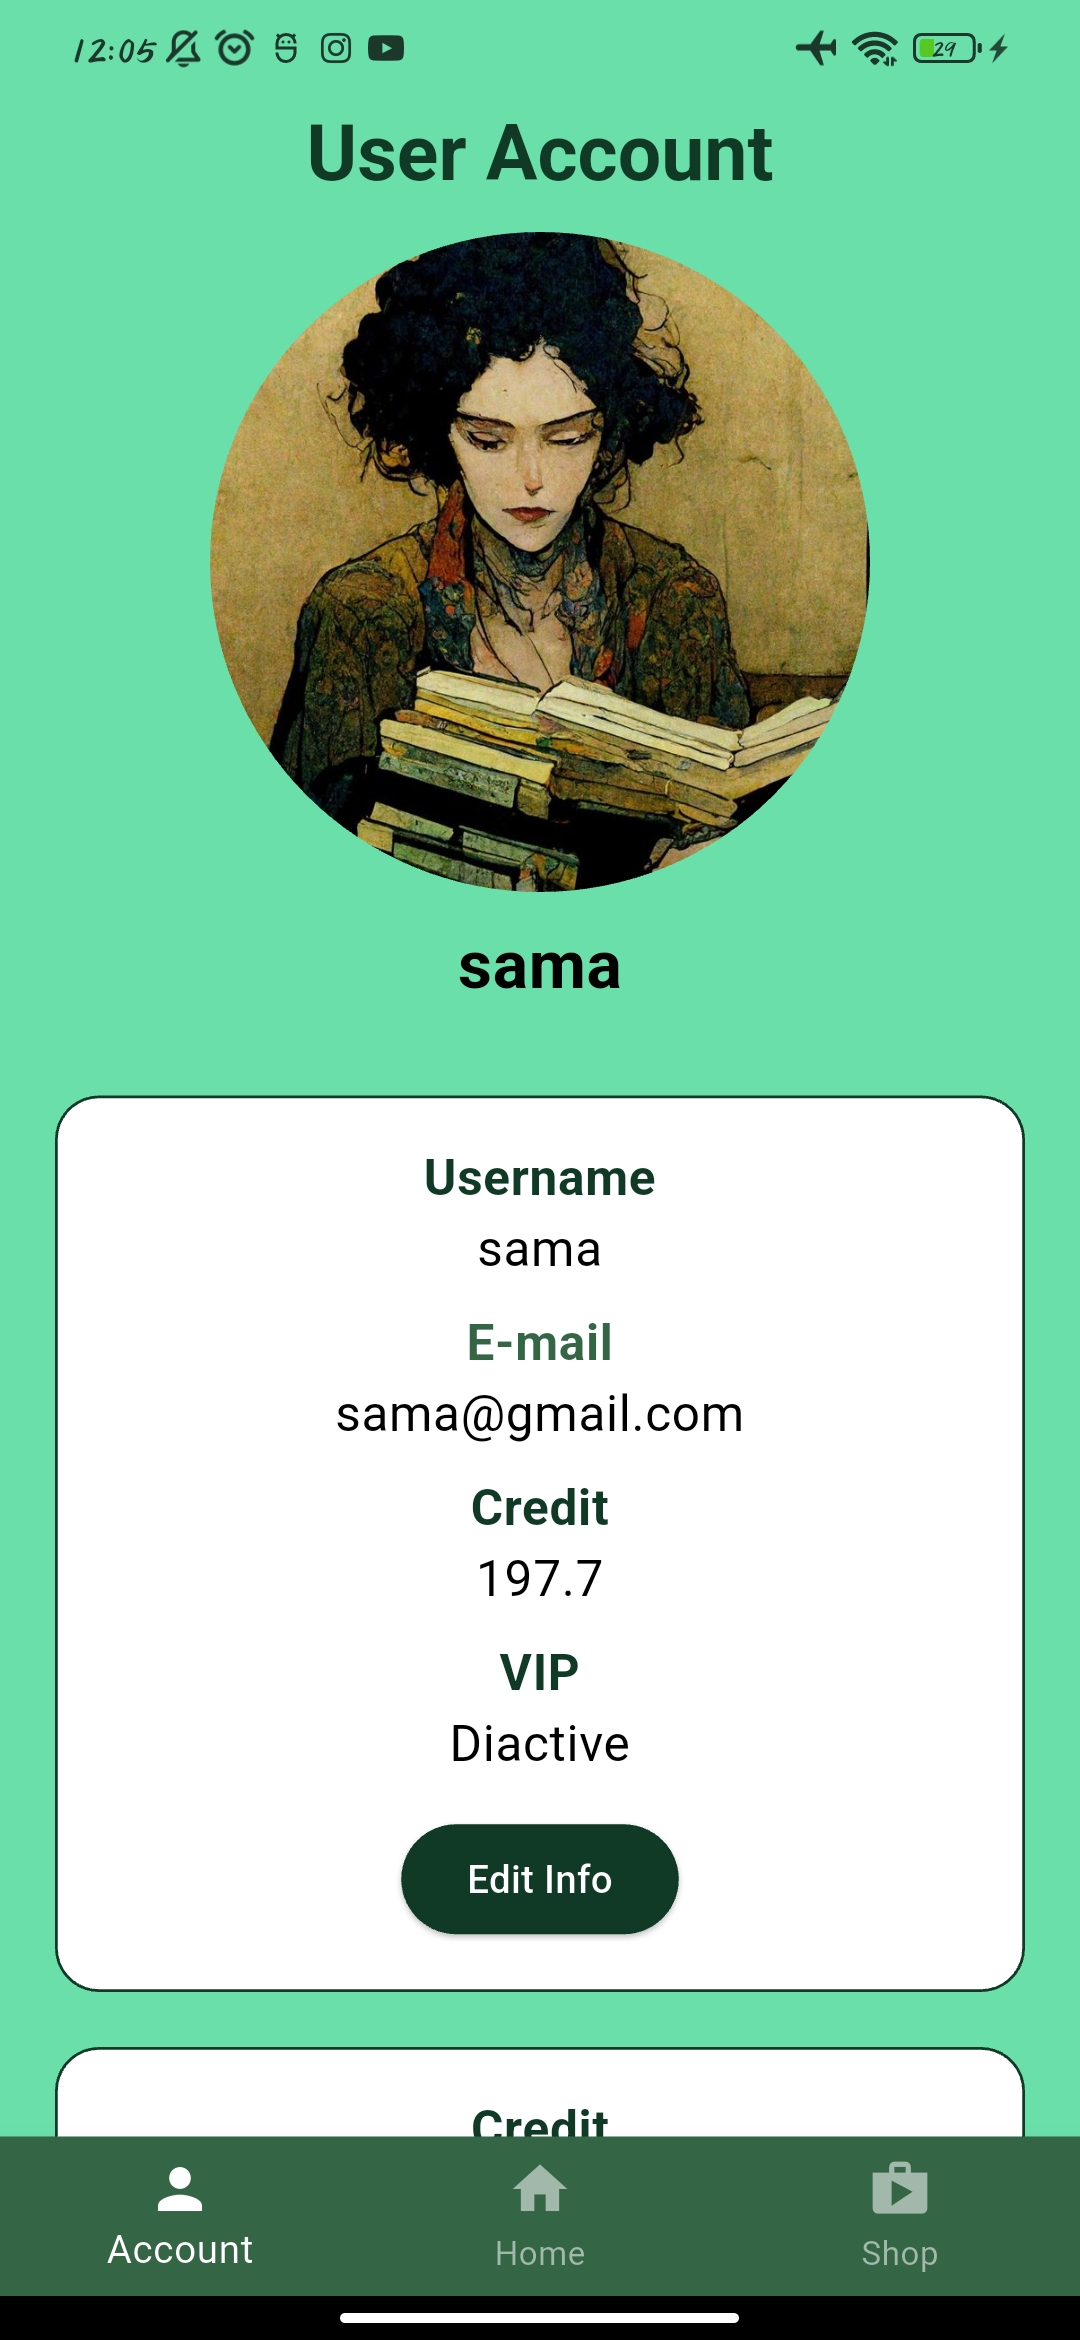 12:05
29
User Account
sama
Username
sama
E-mail
sama@gmail.com
Credit
197.7
VIP
Diactive
Edit Info
Credit
Account
Home
Shop